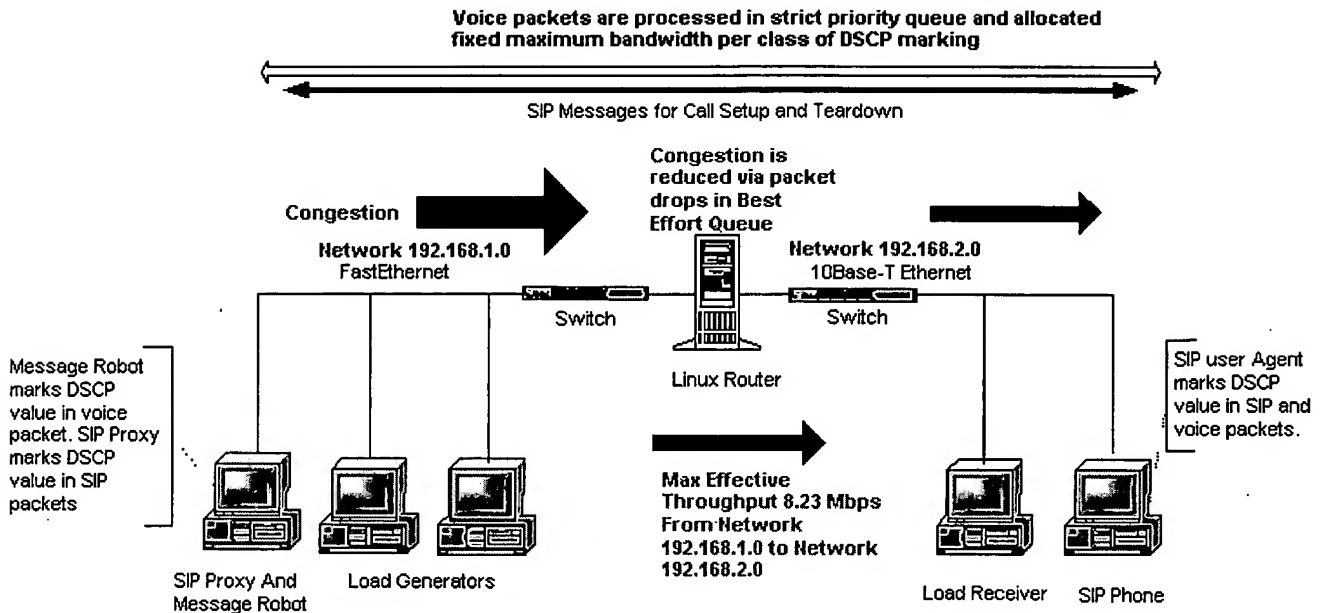 Voice packets are processed in strict priority queue and allocated
fixed maximum bandwidth per class of DSCP marking
SIP Messages for Call Setup and Teardown
Congestion is
reduced via packet
drops in Best
Effort Queue
Congestion
Network 192.168.1.0
FastEthernet
Network 192.168.2.0
10Base-T Ethernet
Switch
Switch
Linux Router
Message Robot
marks DSCP
value in voice
packet. SIP Proxy
marks DSCP
value in SIP
packets
SIP user Agent
marks DSCP
value in SIP and
voice packets.
Max Effective
Throughput 8.23 Mbps
From Network
192.168.1.0 to Network
192.168.2.0
SIP Proxy And
Message Robot
Load Generators
Load Receiver
SIP Phone